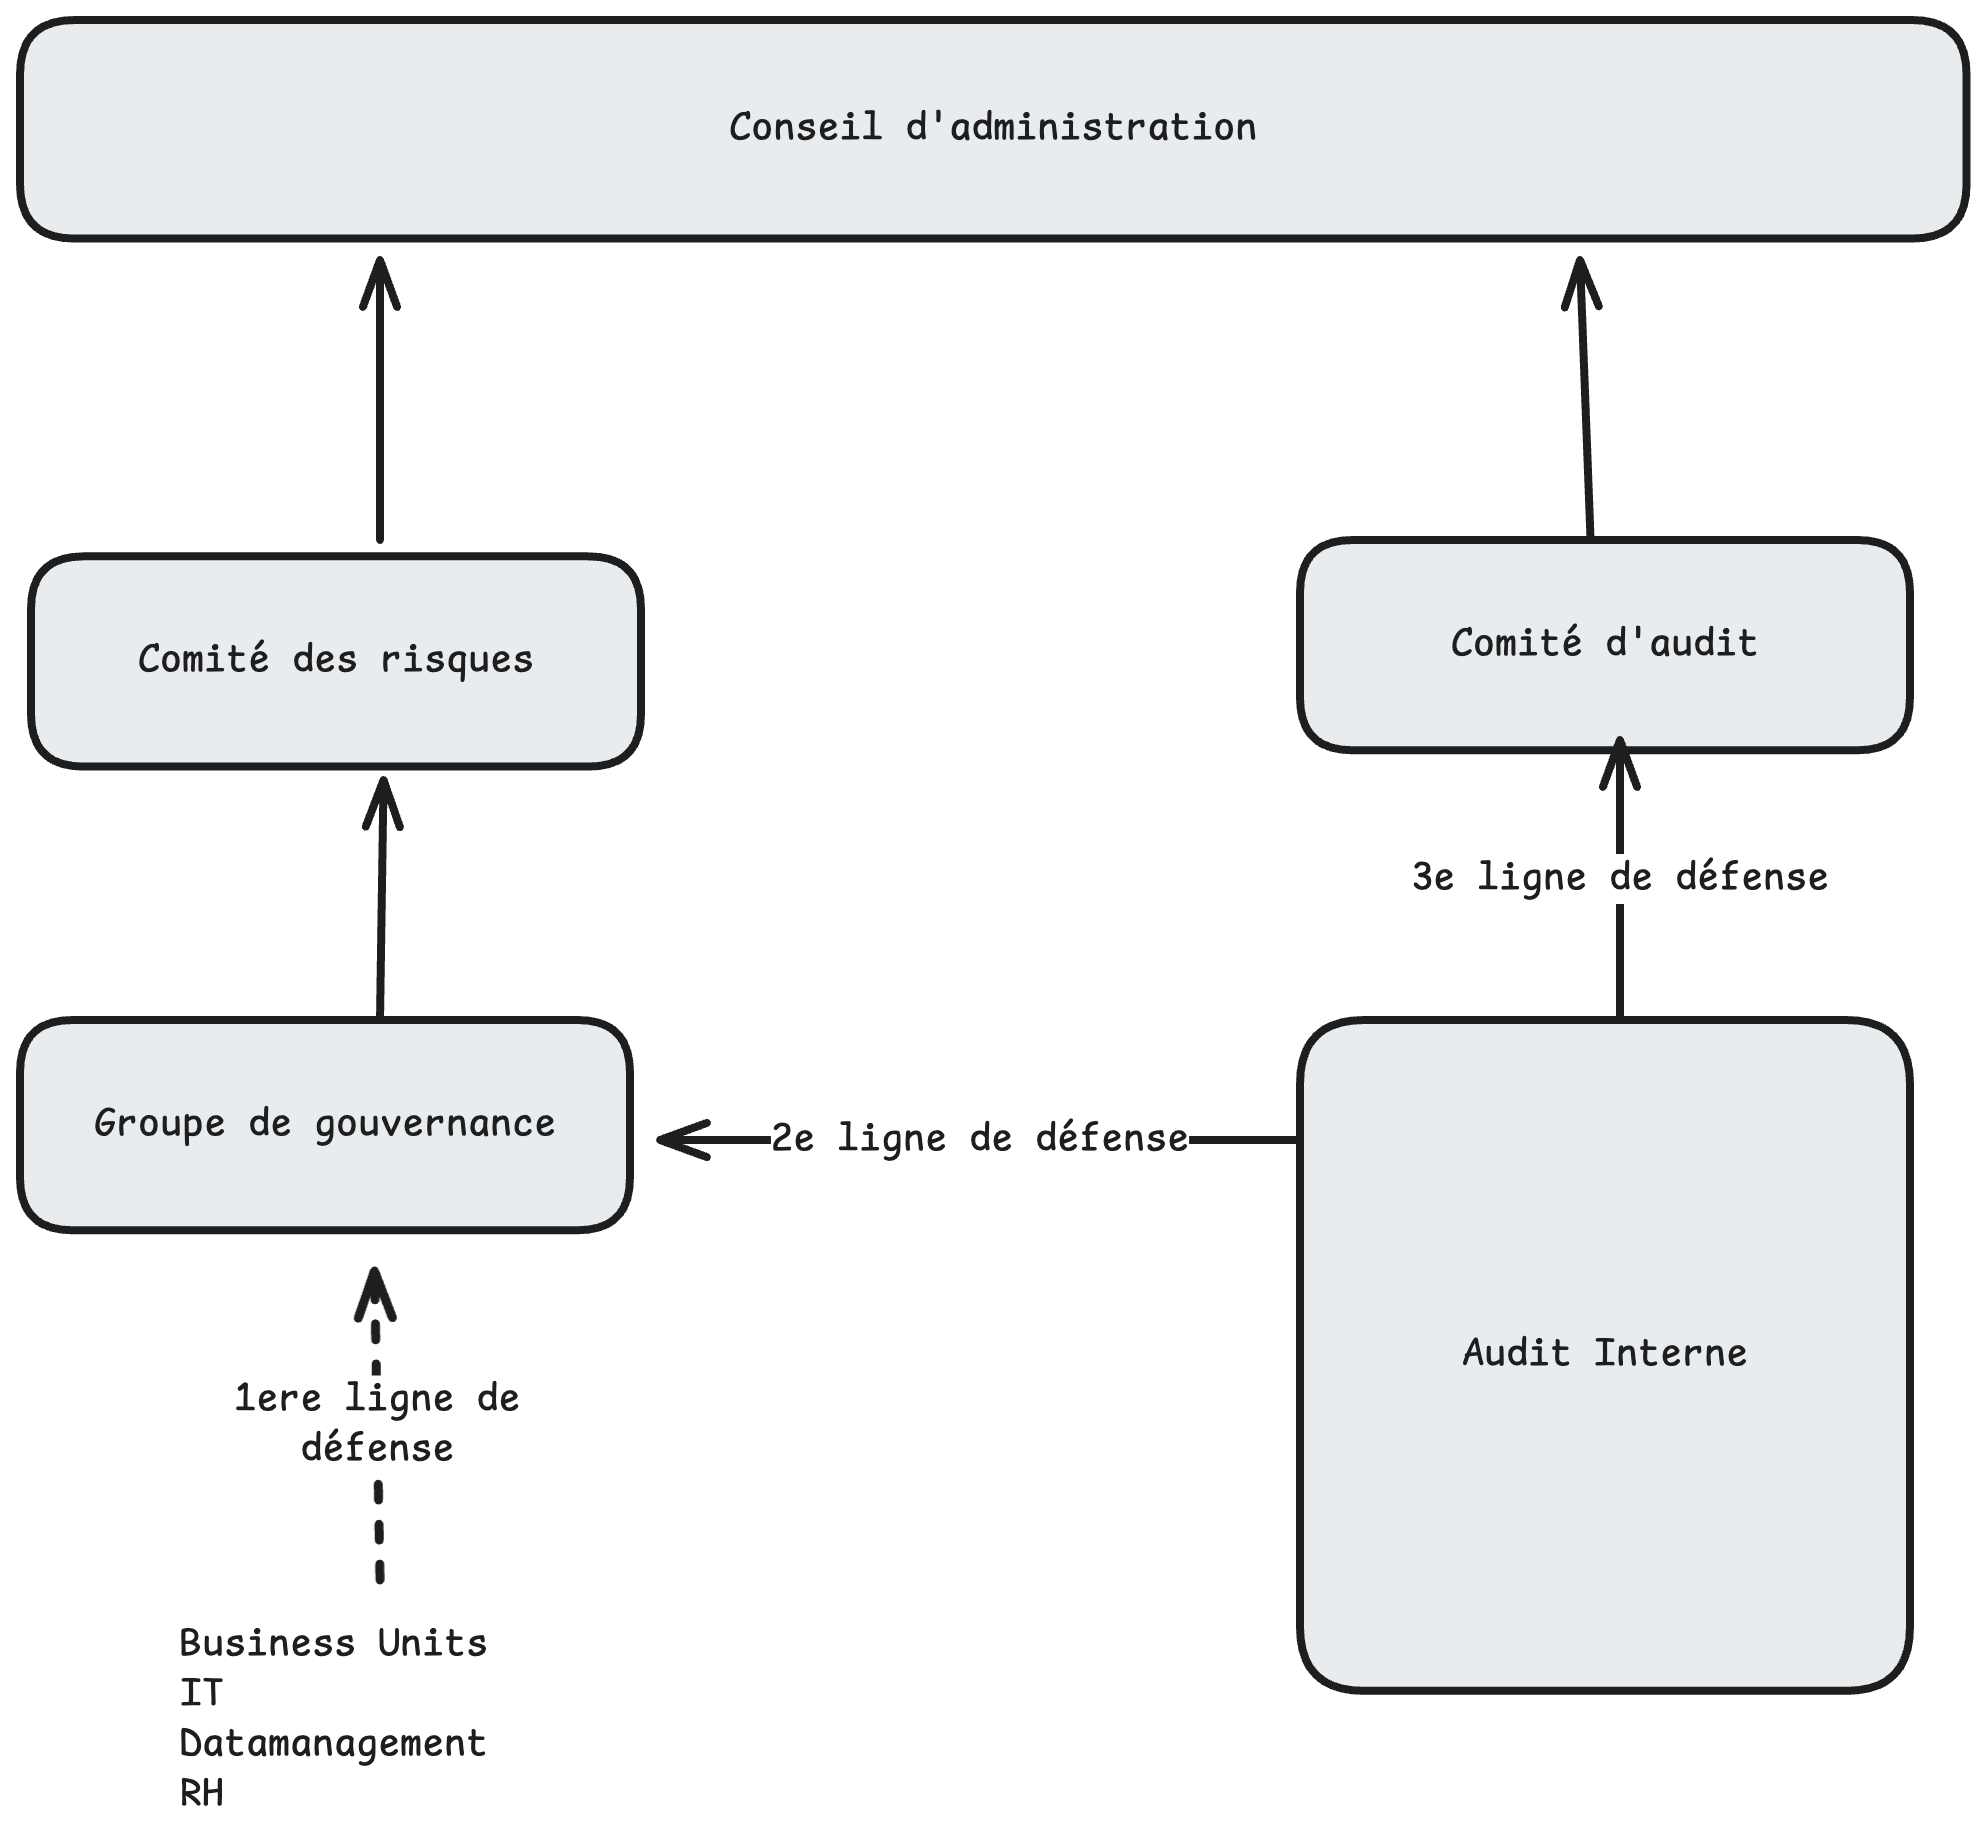 Conseil d'administration
Comité des risques
Comité d'audit
3e ligne de défense
Groupe de gouvernance
2e ligne de défense
Audit Interne
1ere ligne de
défense
Business Units
IT
Datamanagement
RH